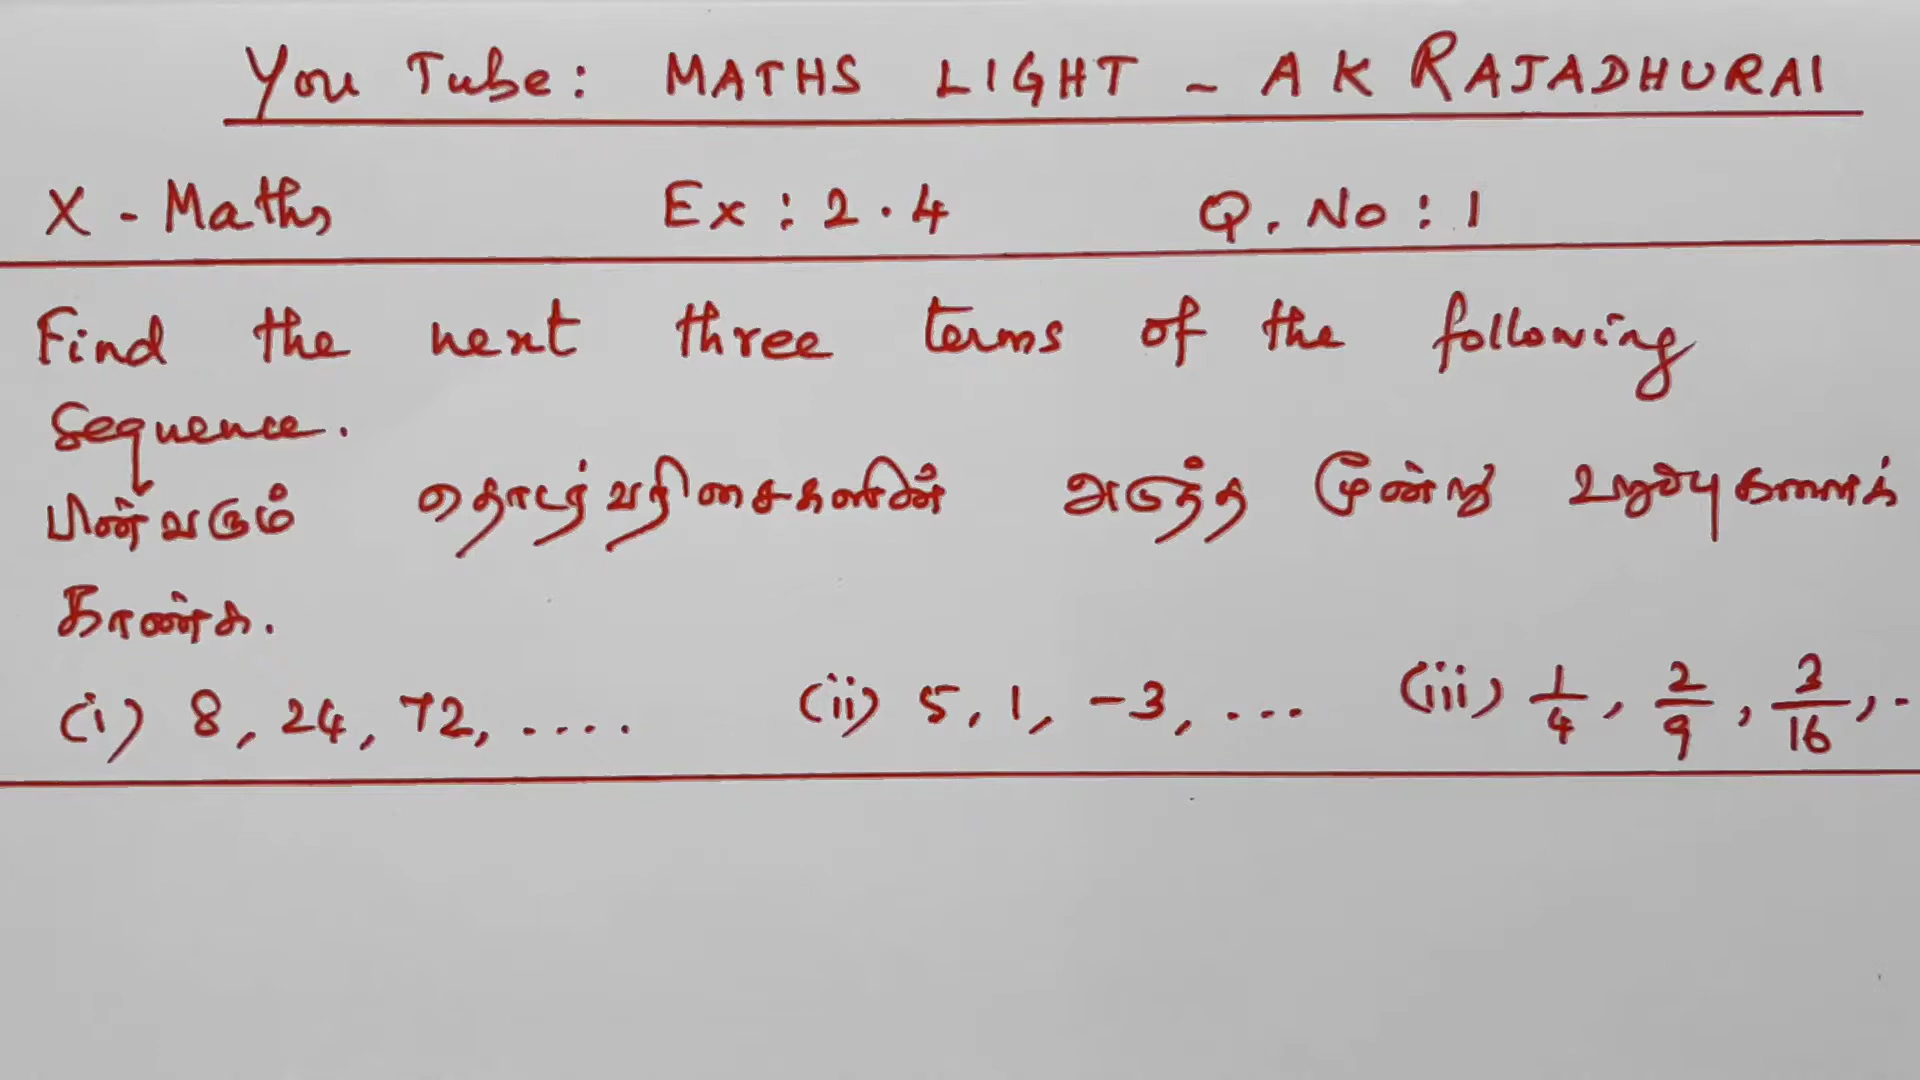 You Tube: MATHS LIGHT - A K RAJADHURAI
X - Maths Ex : 2.4 Q. No : 1
Find the next three terms of the following
Sequence.
பின்வரும் தொடர்வரிசைகளின் அடுத்த மூன்று உறுப்புகளைக்
காண்க.
(i) 8, 24, 72, .... (ii) 5, 1, -3, ... (iii) 1/4, 2/9, 3/16, .